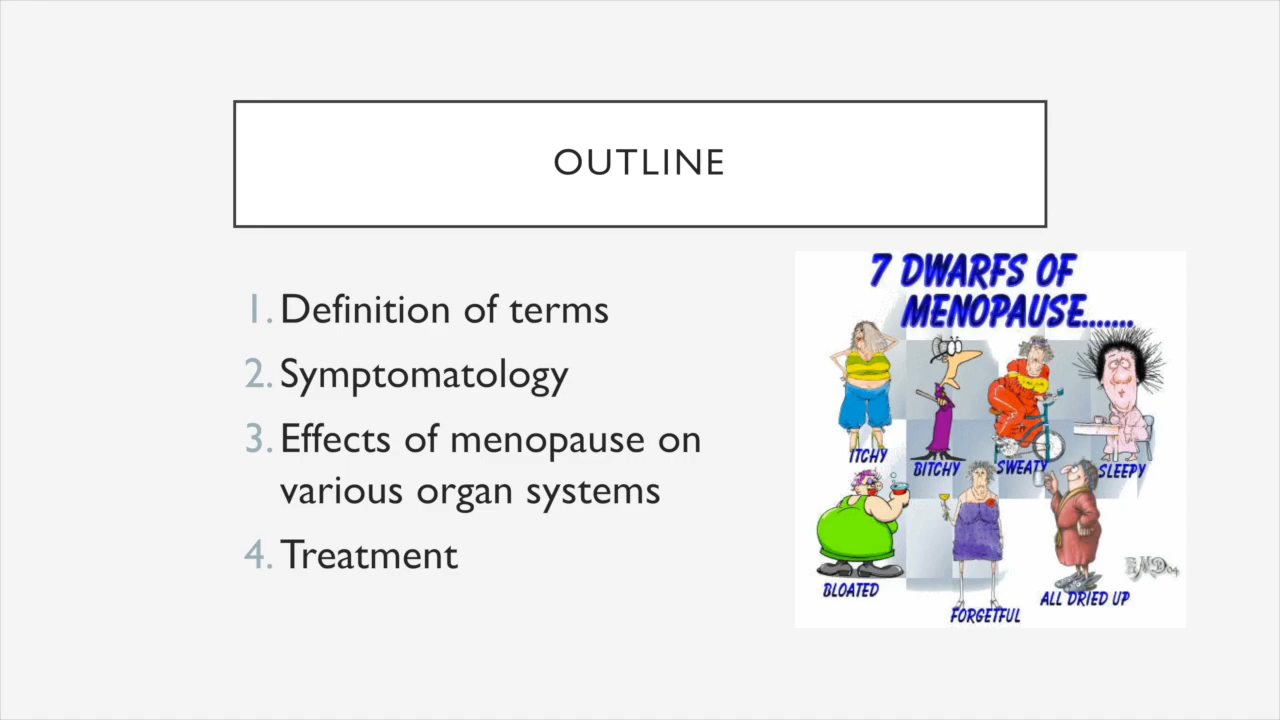 OUTLINE
1. Definition of terms
2. Symptomatology
3. Effects of menopause on
various organ systems
4. Treatment
7 DWARFS OF
MENOPAUSE.......
ITCHY
BITCHY
SWEATY
SLEEPY
BLOATED
FORGETFUL
ALL DRIED UP